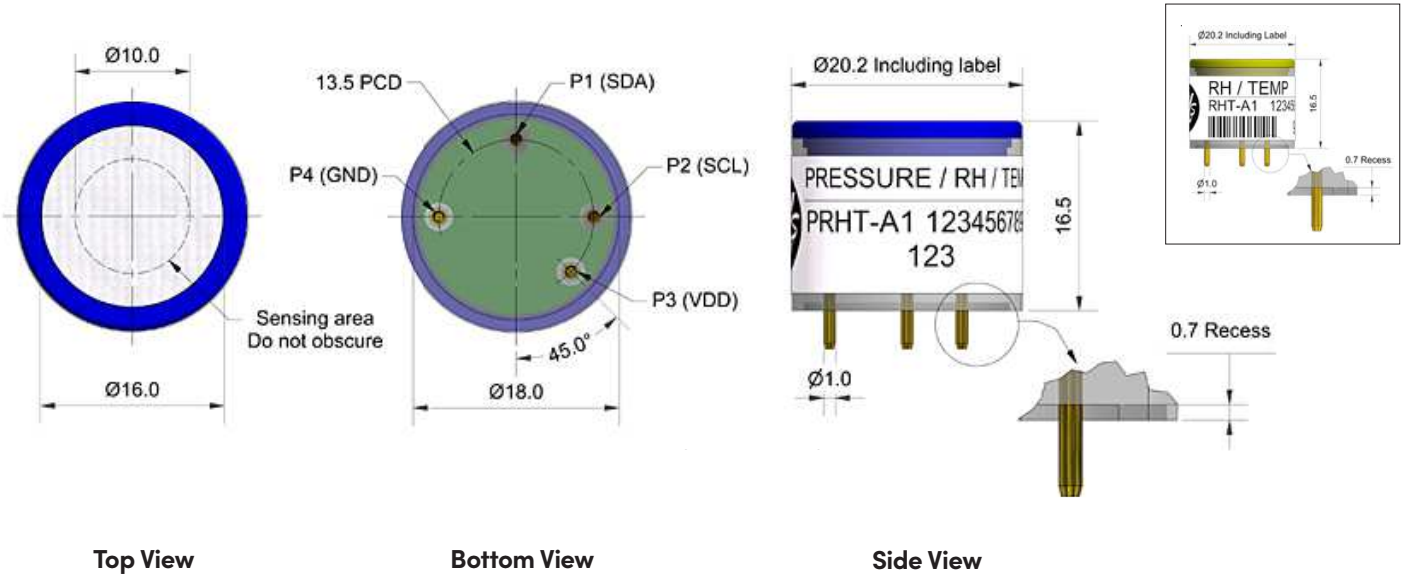 Ø10.0
Sensing area
Do not obscure
Ø16.0
Top View
13.5 PCD
P1 (SDA)
P2 (SCL)
P4 (GND)
P3 (VDD)
45.0°
Ø18.0
Bottom View
Ø20.2 Including label
PRESSURE / RH / TEM
PRHT-A1 123456789
123
16.5
Ø1.0
0.7 Recess
Side View
Ø20.2 Including Label
RH / TEMP
RHT-A1 12345
16.5
Ø1.0
0.7 Recess